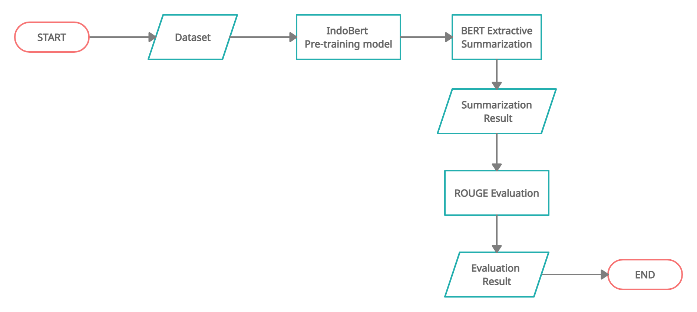 START
Dataset
IndoBert
Pre-training model
BERT Extractive
Summarization
Summarization
Result
ROUGE Evaluation
Evaluation
Result
END